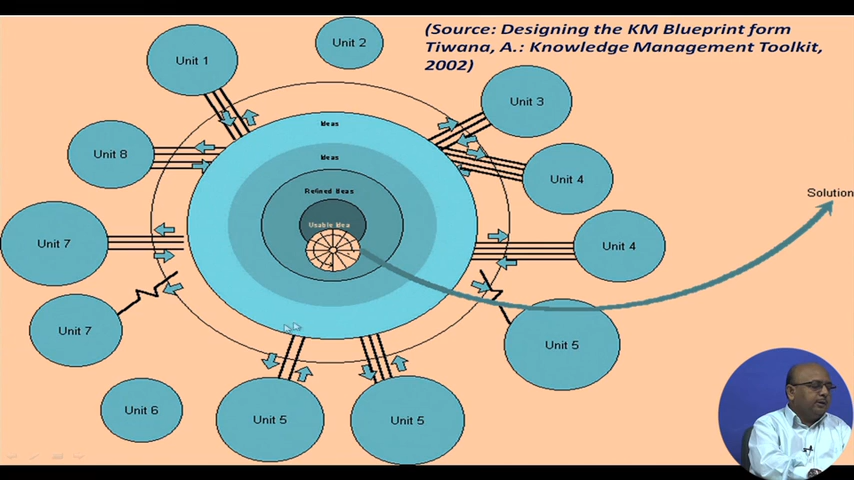 (Source: Designing the KM Blueprint form
Tiwana, A.: Knowledge Management Toolkit,
2002)
Unit 2
Unit 1
Unit 3
Ideas
Unit 8
Ideas
Unit 4
Refined Ideas
Solution
Usable Idea
Unit 7
Unit 4
Unit 7
Unit 5
Unit 6
Unit 5
Unit 5